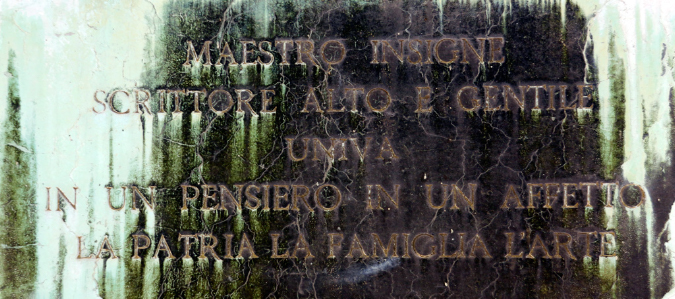 MAESTRO INSIGNE
SCRITTORE ALTO E GENTILE
UNIVA
IN UN PENSIERO IN UN AFFETTO
LA PATRIA LA FAMIGLIA L'ARTE